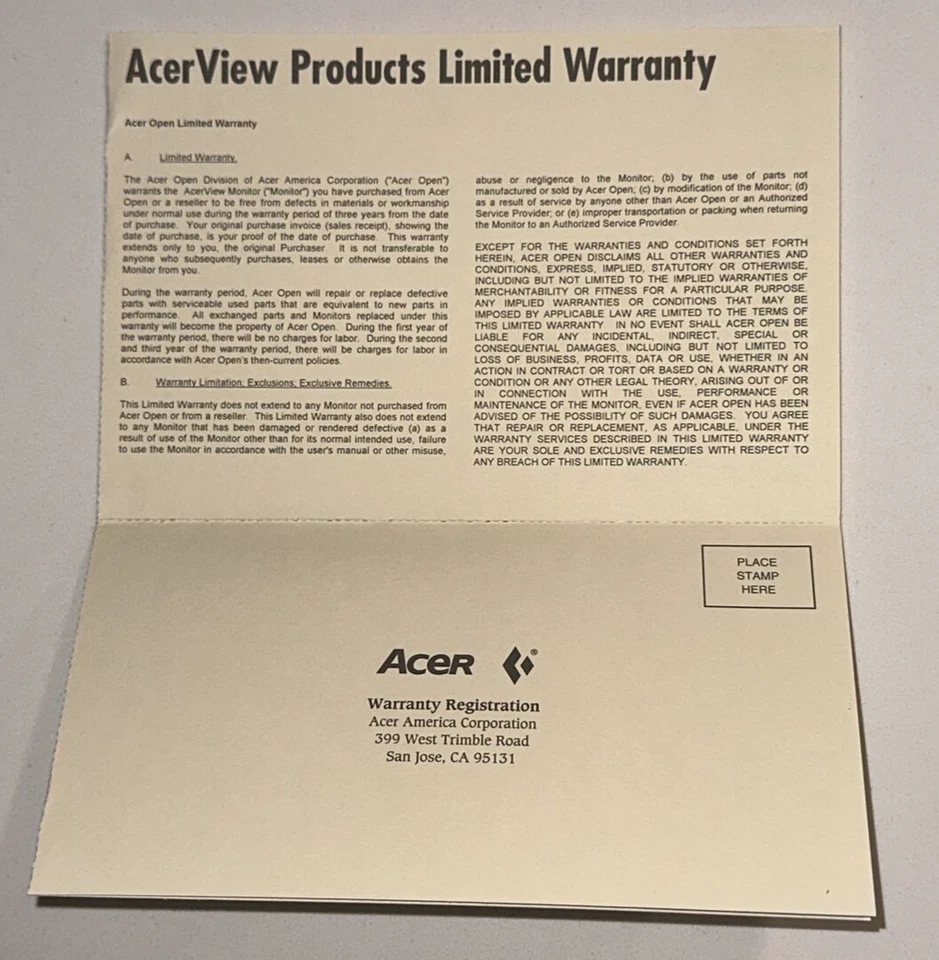 AcerView Products Limited Warranty
Acer Open Limited Warranty
A. Limited Warranty.
The Acer Open Division of Acer America Corporation ("Acer Open")
warrants the AcerView Monitor ("Monitor") you have purchased from Acer
Open or a reseller to be free from defects in materials or workmanship
under normal use during the warranty period of three years from the date
of purchase. Your original purchase invoice (sales receipt), showing the
date of purchase, is your proof of the date of purchase. This warranty
extends only to you, the original Purchaser. It is not transferable to
anyone who subsequently purchases, leases or otherwise obtains the
Monitor from you.
During the warranty period, Acer Open will repair or replace defective
parts with serviceable used parts that are equivalent to new parts in
performance. All exchanged parts and Monitors replaced under this
warranty will become the property of Acer Open. During the first year of
the warranty period, there will be no charges for labor. During the second
and third year of the warranty period, there will be charges for labor in
accordance with Acer Open's then-current policies.
B. Warranty Limitation, Exclusions; Exclusive Remedies.
This Limited Warranty does not extend to any Monitor not purchased from
Acer Open or from a reseller. This Limited Warranty also does not extend
to any Monitor that has been damaged or rendered defective (a) as a
result of use of the Monitor other than for its normal intended use, failure
to use the Monitor in accordance with the user's manual or other misuse,
abuse or negligence to the Monitor; (b) by the use of parts not
manufactured or sold by Acer Open; (c) by modification of the Monitor; (d)
as a result of service by anyone other than Acer Open or an Authorized
Service Provider; or (e) improper transportation or packing when returning
the Monitor to an Authorized Service Provider.
EXCEPT FOR THE WARRANTIES AND CONDITIONS SET FORTH
HEREIN, ACER OPEN DISCLAIMS ALL OTHER WARRANTIES AND
CONDITIONS, EXPRESS, IMPLIED, STATUTORY OR OTHERWISE,
INCLUDING BUT NOT LIMITED TO THE IMPLIED WARRANTIES OF
MERCHANTABILITY OR FITNESS FOR A PARTICULAR PURPOSE.
ANY IMPLIED WARRANTIES OR CONDITIONS THAT MAY BE
IMPOSED BY APPLICABLE LAW ARE LIMITED TO THE TERMS OF
THIS LIMITED WARRANTY. IN NO EVENT SHALL ACER OPEN BE
LIABLE FOR ANY INCIDENTAL, INDIRECT, SPECIAL OR
CONSEQUENTIAL DAMAGES, INCLUDING BUT NOT LIMITED TO
LOSS OF BUSINESS, PROFITS, DATA OR USE, WHETHER IN AN
ACTION IN CONTRACT OR TORT OR BASED ON A WARRANTY OR
CONDITION OR ANY OTHER LEGAL THEORY, ARISING OUT OF OR
IN CONNECTION WITH THE USE, PERFORMANCE OR
MAINTENANCE OF THE MONITOR, EVEN IF ACER OPEN HAS BEEN
ADVISED OF THE POSSIBILITY OF SUCH DAMAGES. YOU AGREE
THAT REPAIR OR REPLACEMENT, AS APPLICABLE, UNDER THE
WARRANTY SERVICES DESCRIBED IN THIS LIMITED WARRANTY
ARE YOUR SOLE AND EXCLUSIVE REMEDIES WITH RESPECT TO
ANY BREACH OF THIS LIMITED WARRANTY.
PLACE
STAMP
HERE
Acer ®
Warranty Registration
Acer America Corporation
399 West Trimble Road
San Jose, CA 95131